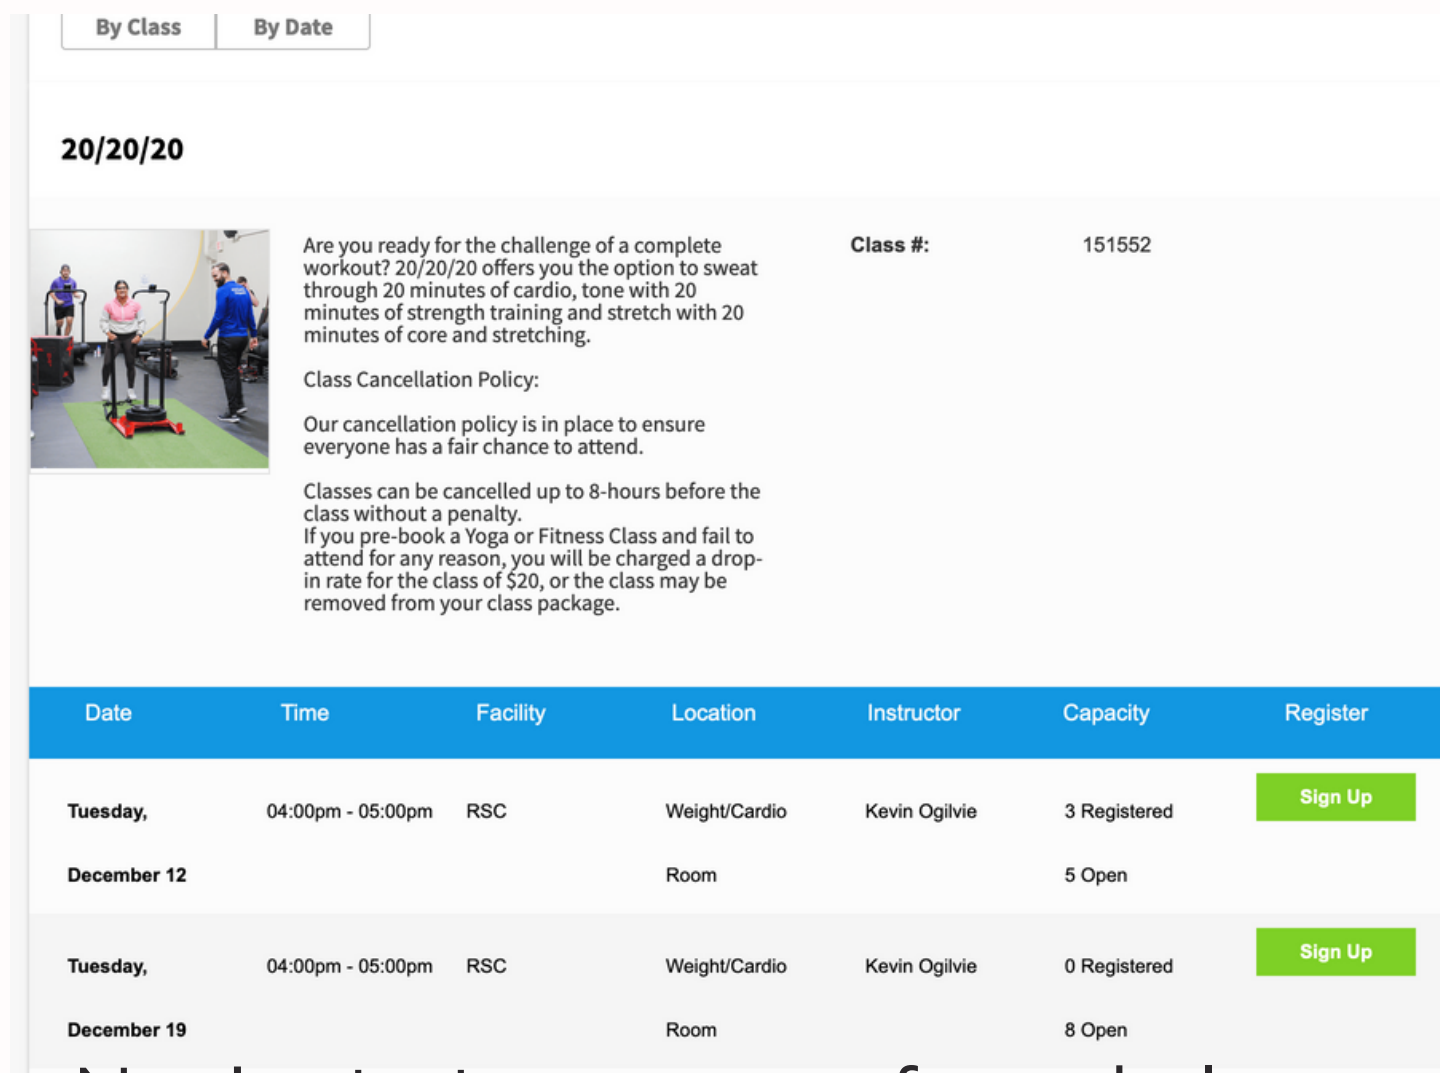 By Class By Date
20/20/20
Are you ready for the challenge of a complete
workout? 20/20/20 offers you the option to sweat
through 20 minutes of cardio, tone with 20
minutes of strength training and stretch with 20
minutes of core and stretching.
Class Cancellation Policy:
Our cancellation policy is in place to ensure
everyone has a fair chance to attend.
Classes can be cancelled up to 8-hours before the
class without a penalty.
If you pre-book a Yoga or Fitness Class and fail to
attend for any reason, you will be charged a drop-
in rate for the class of $20, or the class may be
removed from your class package.
Class #: 151552
Date Time Facility Location Instructor Capacity Register
Tuesday, 04:00pm - 05:00pm RSC Weight/Cardio Kevin Ogilvie 3 Registered Sign Up
December 12 Room 5 Open
Tuesday, 04:00pm - 05:00pm RSC Weight/Cardio Kevin Ogilvie 0 Registered Sign Up
December 19 Room 8 Open